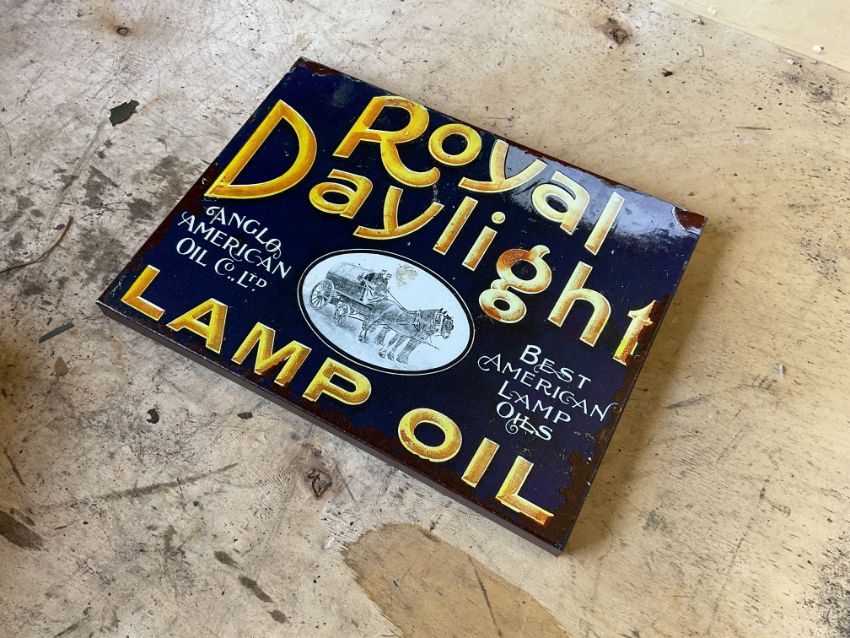 Royal
Daylight
ANGLO
AMERICAN
OIL CO., LTD
BEST
AMERICAN
LAMP
OILS
LAMP OIL